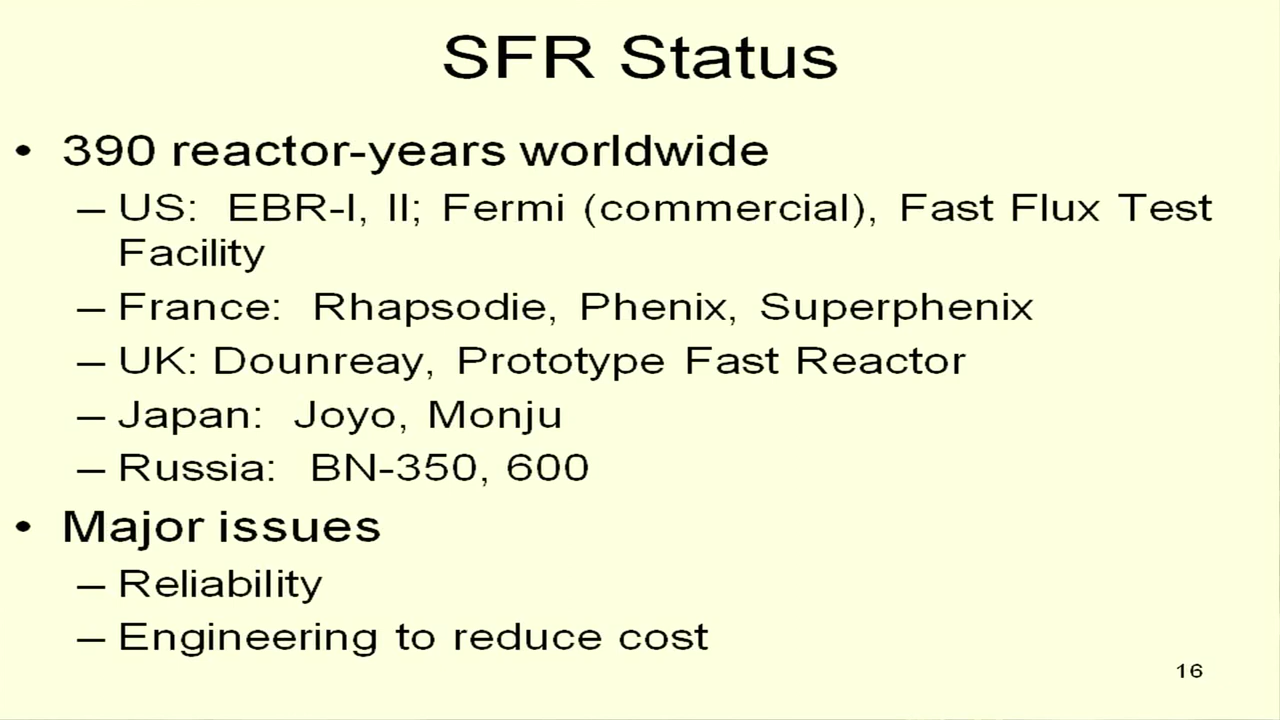 SFR Status
• 390 reactor-years worldwide
– US: EBR-I, II; Fermi (commercial), Fast Flux Test
Facility
– France: Rhapsodie, Phenix, Superphenix
– UK: Dounreay, Prototype Fast Reactor
– Japan: Joyo, Monju
– Russia: BN-350, 600
• Major issues
– Reliability
– Engineering to reduce cost
16